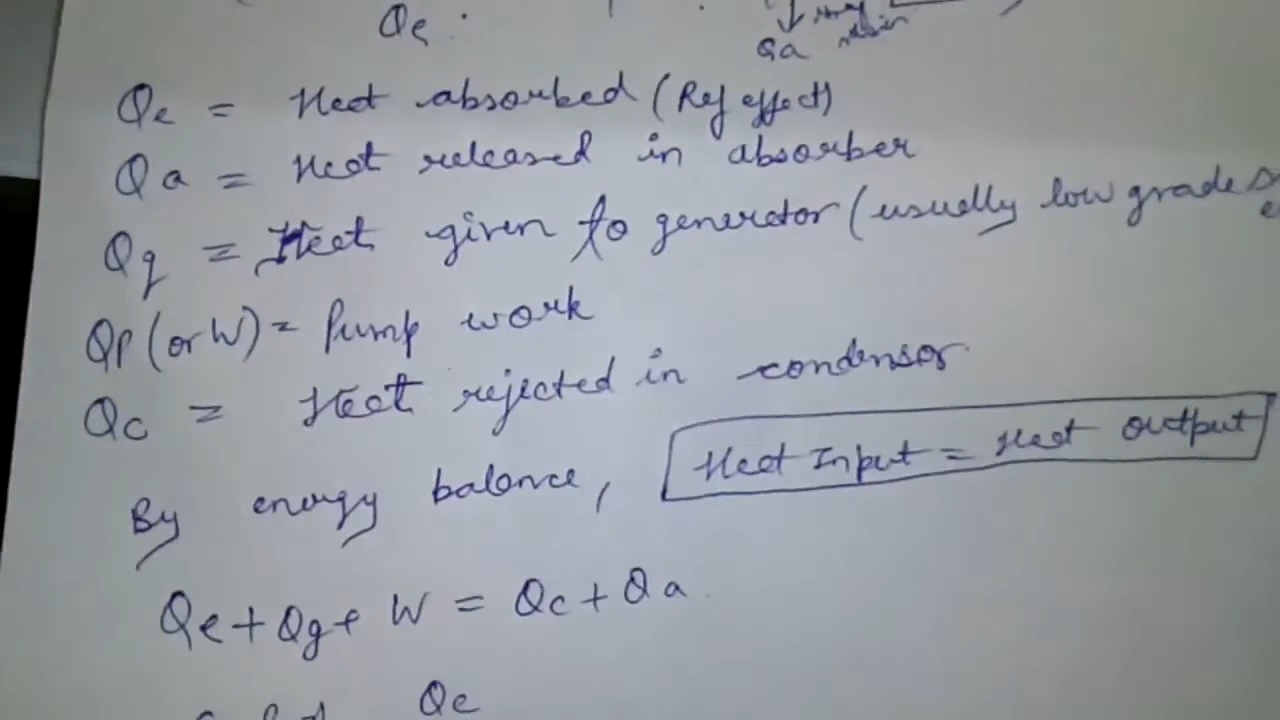 Qe
Qa
Qe = Heat absorbed (Ref effect)
Qa = Heat released in absorber
Qg = Heat given to generator (usually low grade
QP (or W) = Pump work
Qc = Heat rejected in condensor
By energy balance, Heat Input = Heat Output
Qe + Qg + W = Qc + Qa
Qe